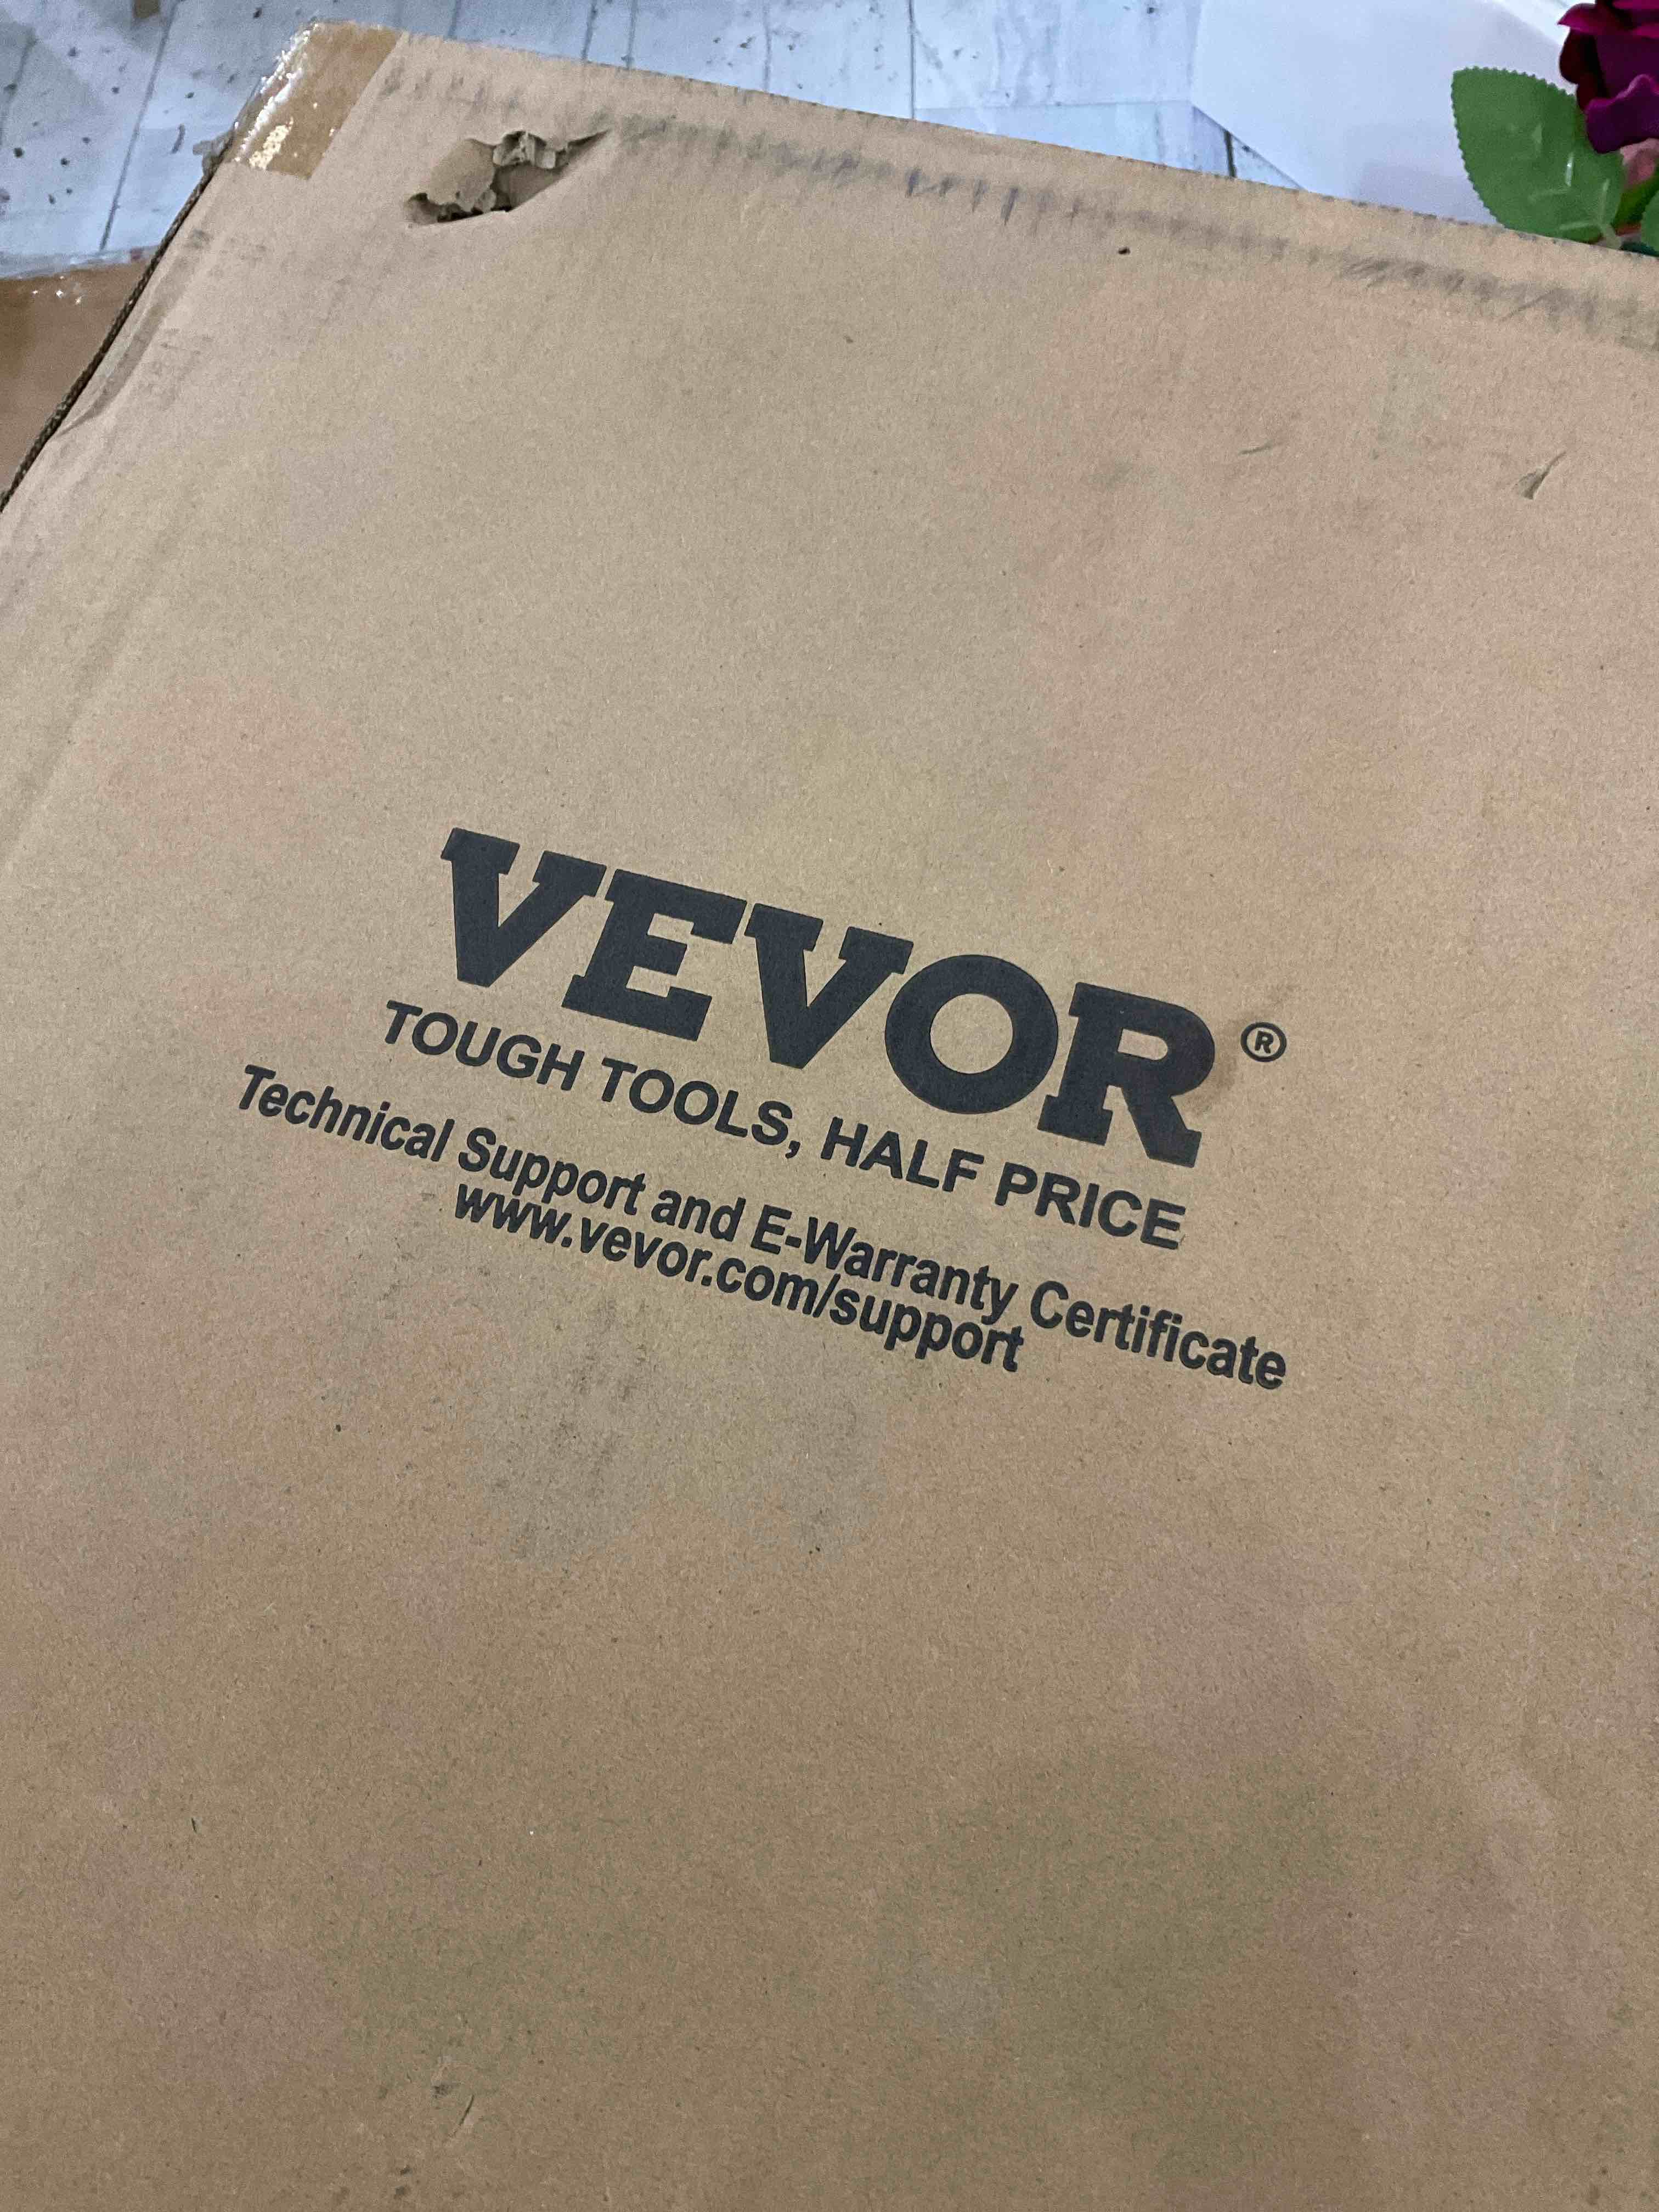 VEVOR®
TOUGH TOOLS, HALF PRICE
Technical Support and E-Warranty Certificate
www.vevor.com/support